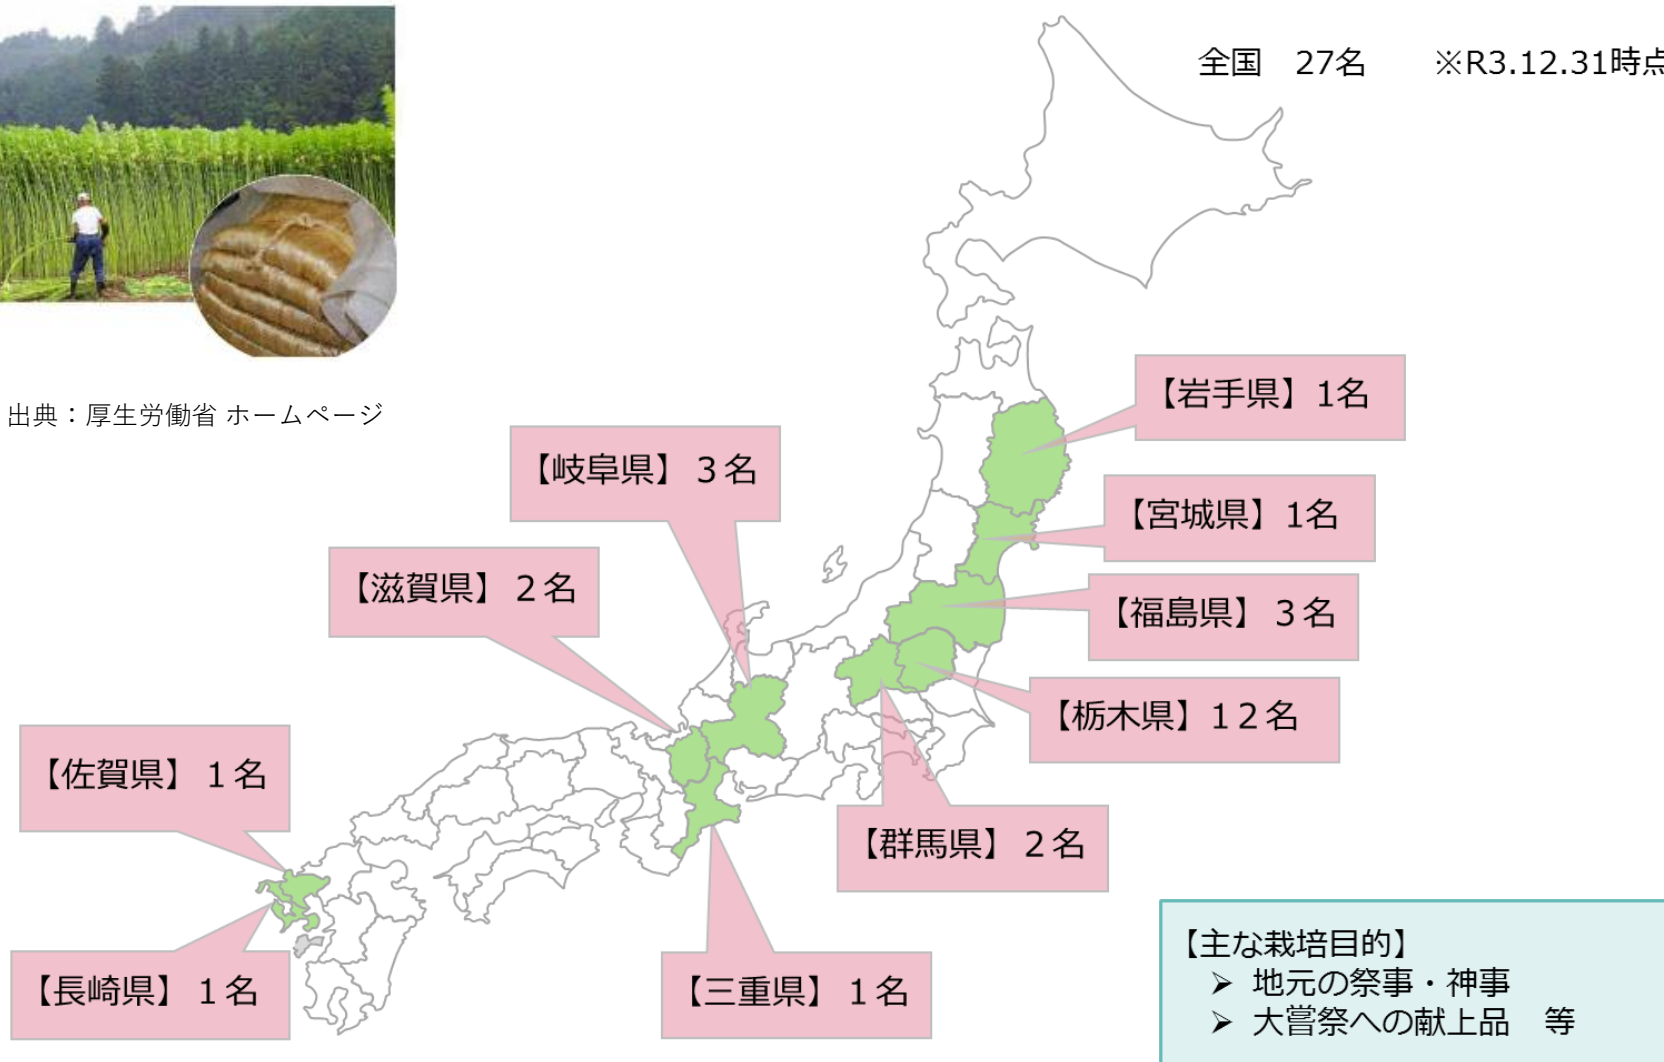 全国　27名　　※R3.12.31時点
出典：厚生労働省 ホームページ
【岩手県】1名
【岐阜県】３名
【宮城県】1名
【滋賀県】２名
【福島県】３名
【栃木県】1２名
【佐賀県】１名
【群馬県】２名
【長崎県】１名
【三重県】１名
【主な栽培目的】
➢ 地元の祭事・神事
➢ 大嘗祭への献上品　等